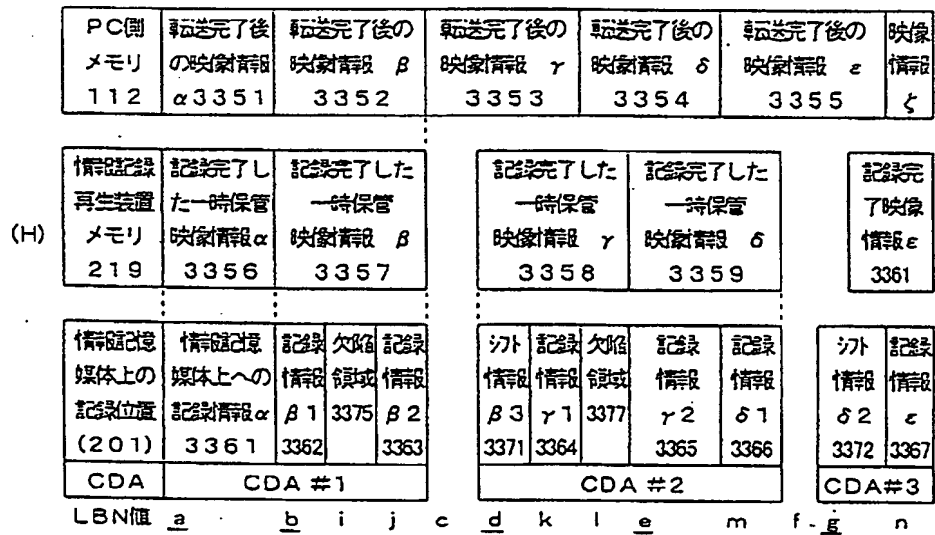 PC側
メモリ
112
転送完了後
の映像情報
α3351
転送完了後の
映像情報 β
3352
転送完了後の
映像情報 γ
3353
転送完了後の
映像情報 δ
3354
転送完了後の
映像情報 ε
3355
映像
情報
ζ
(H)
情報記録
再生装置
メモリ
219
記録完了し
た一時保管
映像情報α
3356
記録完了した
一時保管
映像情報 β
3357
記録完了した
一時保管
映像情報 γ
3358
記録完了した
一時保管
映像情報 δ
3359
記録完
了映像
情報ε
3361
情報記憶
媒体上の
記録位置
(201)
情報記憶
媒体上への
記録情報α
3361
記録
情報
β1
3362
欠陥
領域
3375
記録
情報
β2
3363
シフト
情報
β3
3371
記録
情報
γ1
3364
欠陥
領域
3377
記録
情報
γ2
3365
記録
情報
δ1
3366
シフト
情報
δ2
3372
記録
情報
ε
3367
CDA
CDA #1
CDA #2
CDA#3
LBN値 a b i j c d k l e m f g n